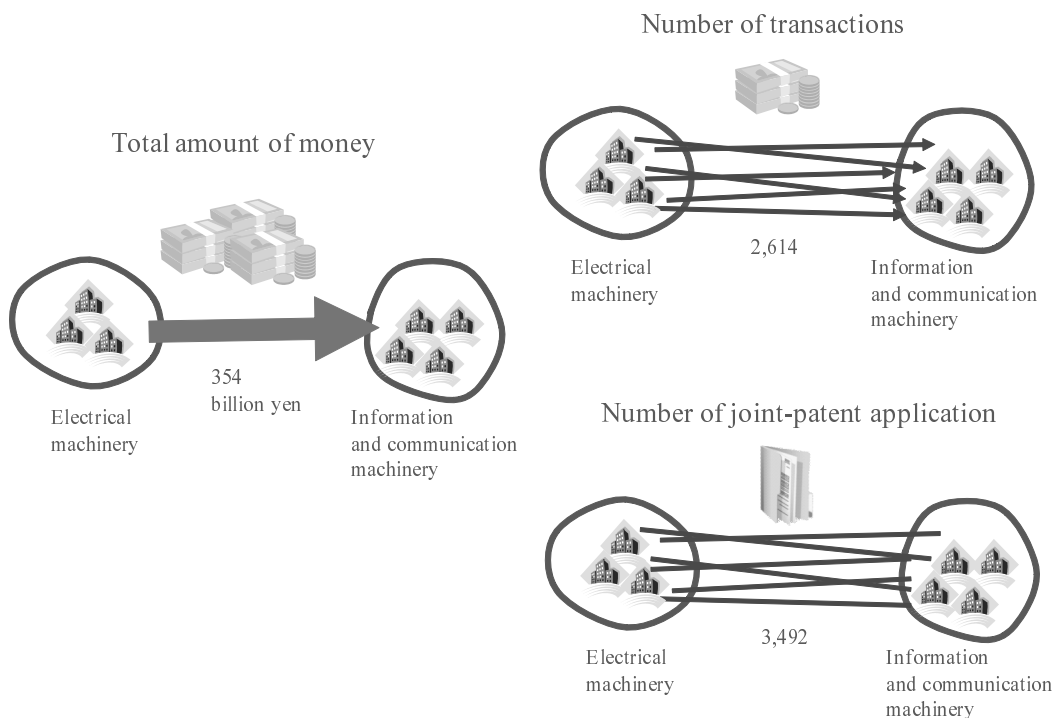 Total amount of money
354
billion yen
Electrical
machinery
Information
and communication
machinery
Number of transactions
2,614
Electrical
machinery
Information
and communication
machinery
Number of joint-patent application
3,492
Electrical
machinery
Information
and communication
machinery